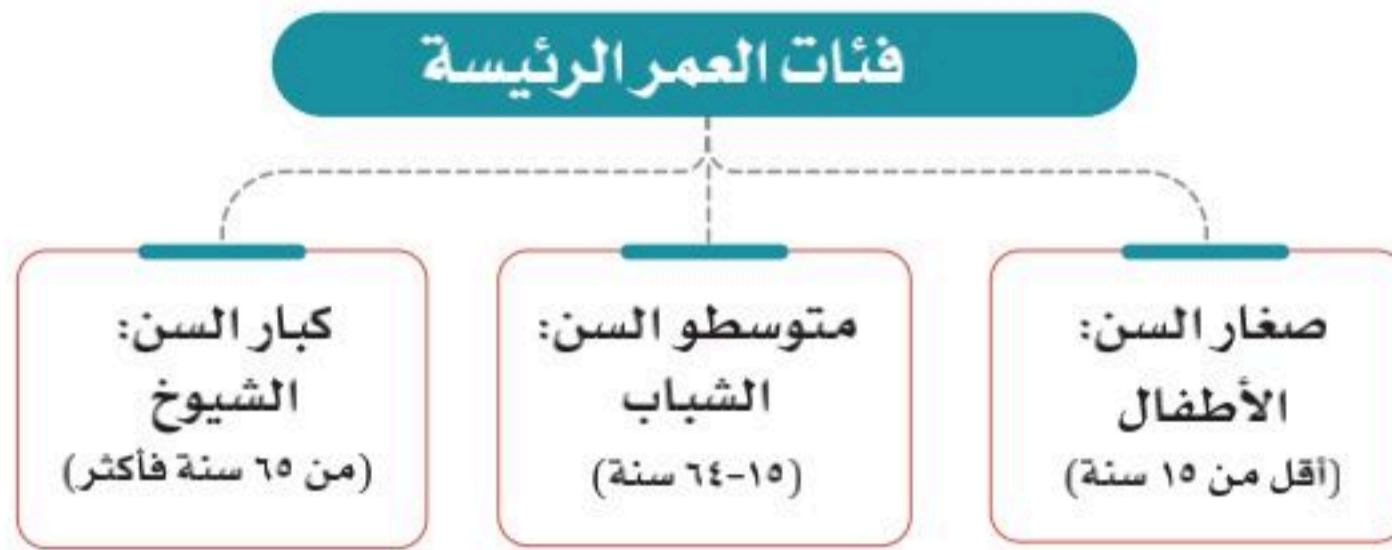 فئات العمر الرئيسة
صغار السن:
الأطفال
(أقل من ١٥ سنة)
متوسطو السن:
الشباب
(١٥-٦٤ سنة)
كبار السن:
الشيوخ
(من ٦٥ سنة فأكثر)